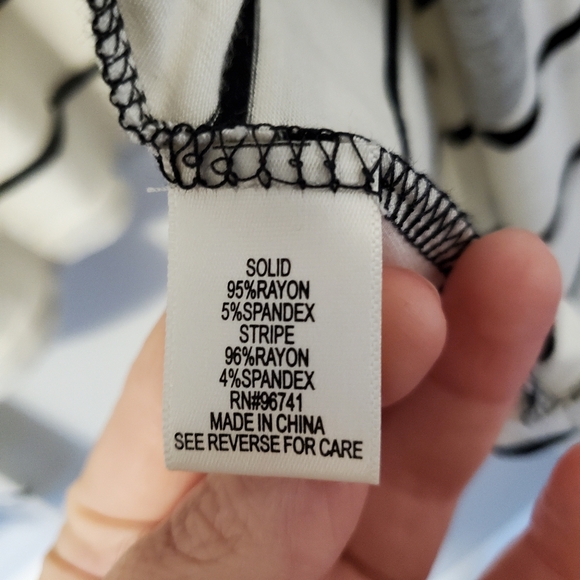 SOLID
95%RAYON
5%SPANDEX
STRIPE
96%RAYON
4%SPANDEX
RN#96741
MADE IN CHINA
SEE REVERSE FOR CARE